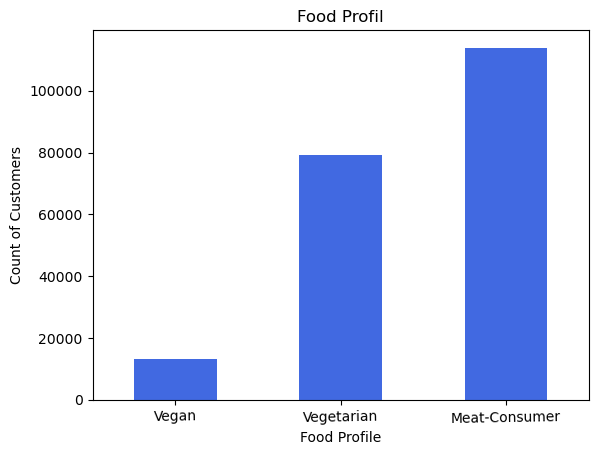 Food Profil
Count of Customers
100000
80000
60000
40000
20000
0
Vegan
Vegetarian
Meat-Consumer
Food Profile